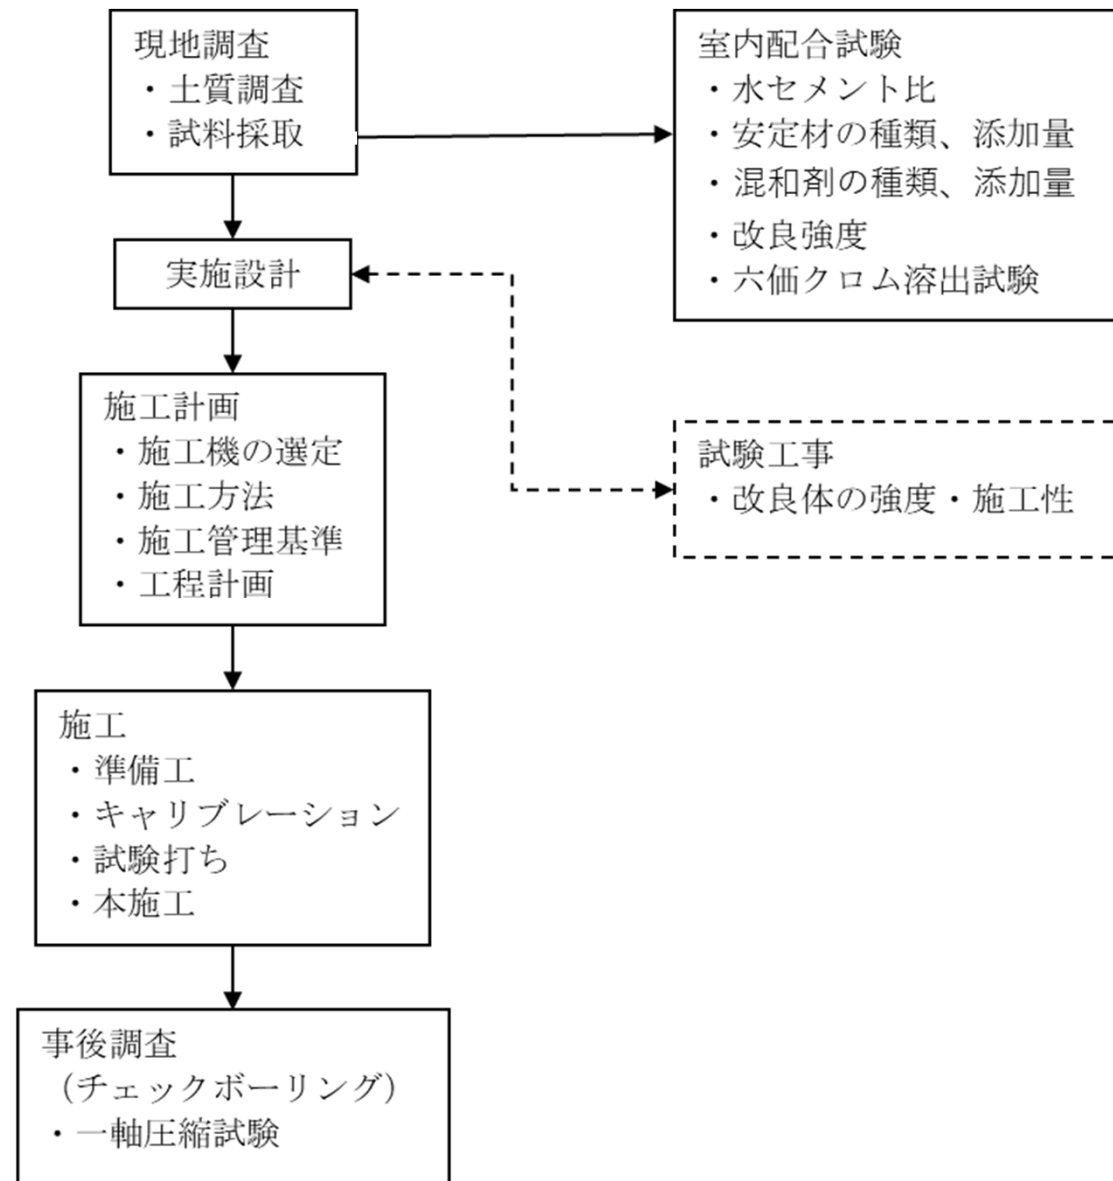 現地調査
・土質調査
・試料採取
室内配合試験
・水セメント比
・安定材の種類、添加量
・混和剤の種類、添加量
・改良強度
・六価クロム溶出試験
実施設計
施工計画
・施工機の選定
・施工方法
・施工管理基準
・工程計画
試験工事
・改良体の強度・施工性
施工
・準備工
・キャリブレーション
・試験打ち
・本施工
事後調査
（チェックボーリング）
・一軸圧縮試験